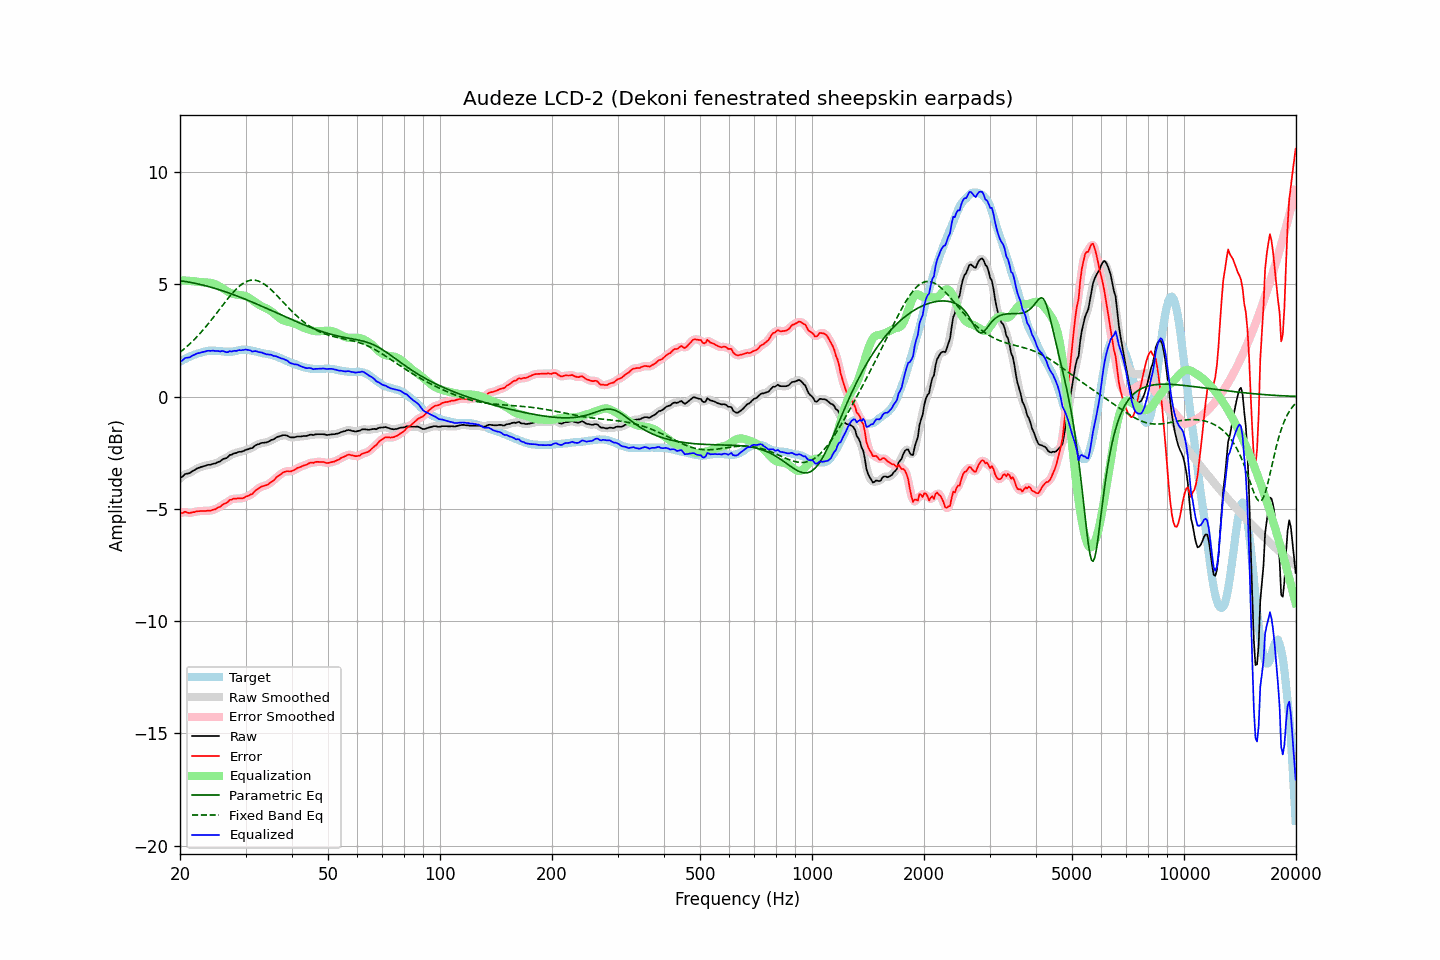 Audeze LCD-2 (Dekoni fenestrated sheepskin earpads)
Amplitude (dBr)
10
5
0
−5
−10
−15
−20
Target
Raw Smoothed
Error Smoothed
Raw
Error
Equalization
Parametric Eq
Fixed Band Eq
Equalized
20 50 100 200 500 1000 2000 5000 10000 20000
Frequency (Hz)